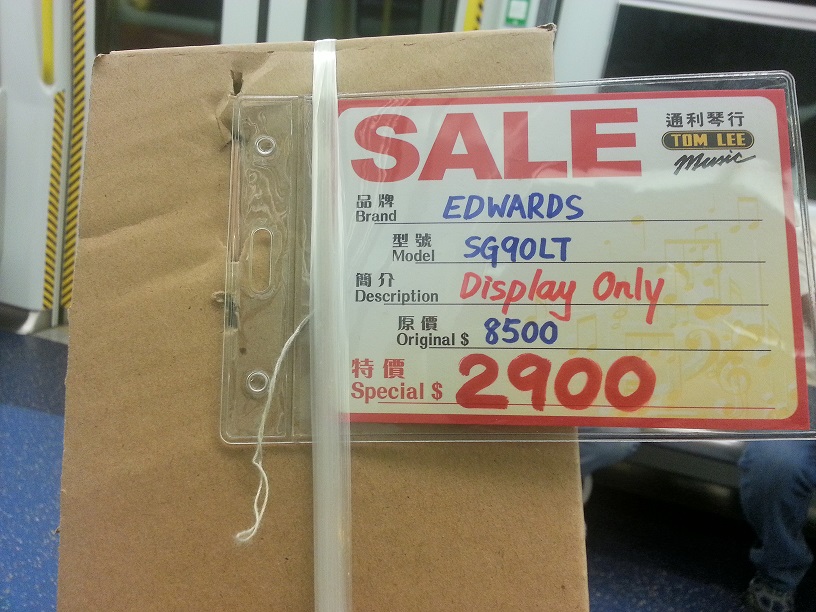 SALE
通利琴行
TOM LEE
Music
品牌
Brand EDWARDS
型號
Model SG90LT
簡介
Description Display Only
原價
Original $ 8500
特價
Special $ 2900